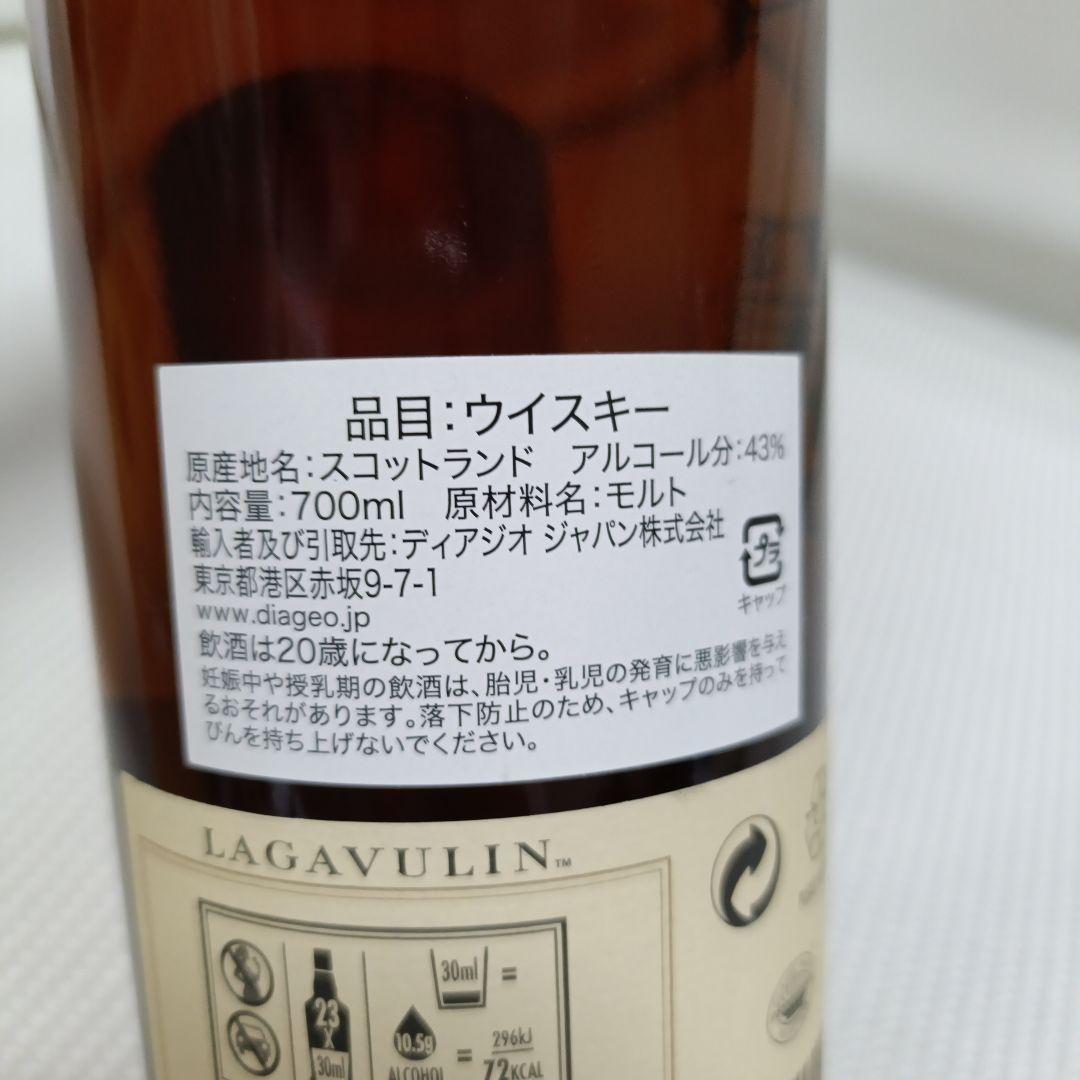 品目:ウイスキー
原産地名:スコットランド アルコール分:43%
内容量:700ml 原材料名:モルト
輸入者及び引取先:ディアジオ ジャパン株式会社
東京都港区赤坂9-7-1
www.diageo.jp
プラ
キャップ
飲酒は20歳になってから。
妊娠中や授乳期の飲酒は、胎児・乳児の発育に悪影響を与え
るおそれがあります。落下防止のため、キャップのみを持って
びんを持ち上げないでください。
LAGAVULIN™
23
x
30ml
30ml =
10.5g
ALCOHOL
= 296kJ
72KCAL